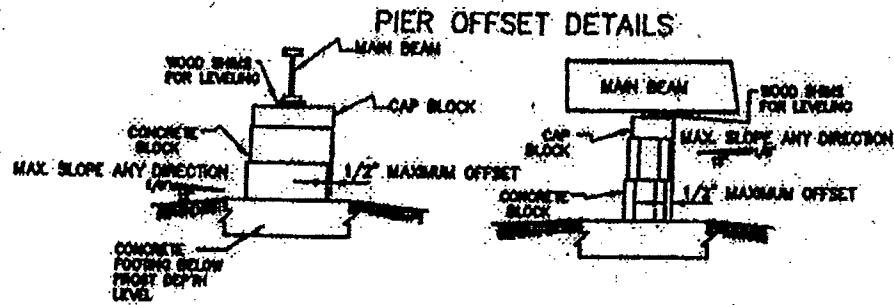 PIER OFFSET DETAILS
MAIN BEAM
WOOD SHIMS
FOR LEVELING
CAP BLOCK
CONCRETE
BLOCK
MAX. SLOPE ANY DIRECTION
1/2" MAXIMUM OFFSET
CONCRETE
FOOTING BELOW
FROST DEPTH
LEVEL
MAIN BEAM
WOOD SHIMS
FOR LEVELING
CAP
BLOCK
MAX. SLOPE ANY DIRECTION
CONCRETE
BLOCK
1/2" MAXIMUM OFFSET